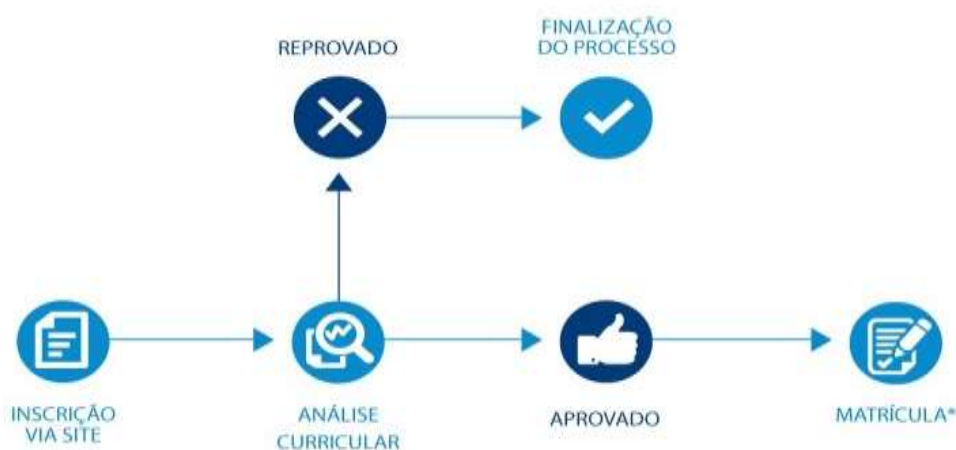 REPROVADO
FINALIZAÇÃO
DO PROCESSO
INSCRIÇÃO
VIA SITE
ANÁLISE
CURRICULAR
APROVADO
MATRÍCULA*